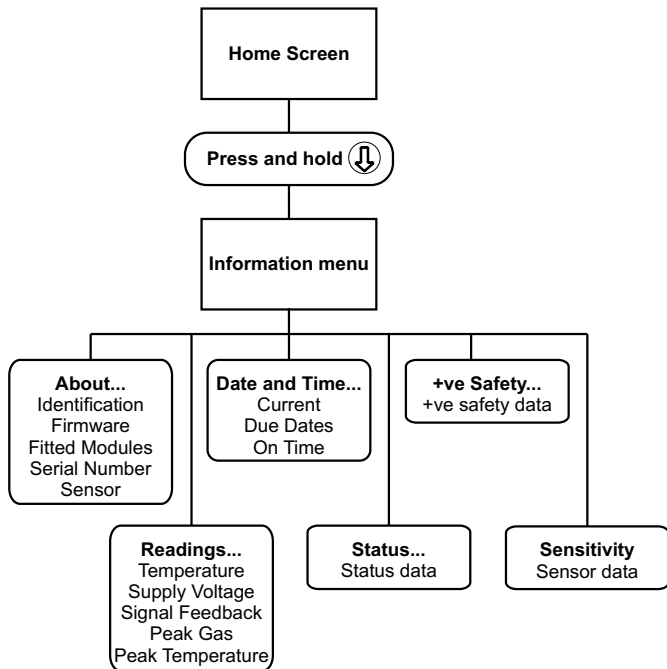 Home Screen
Press and hold
Information menu
About...
Identification
Firmware
Fitted Modules
Serial Number
Sensor
Date and Time...
Current
Due Dates
On Time
+ve Safety...
+ve safety data
Readings...
Temperature
Supply Voltage
Signal Feedback
Peak Gas
Peak Temperature
Status...
Status data
Sensitivity
Sensor data